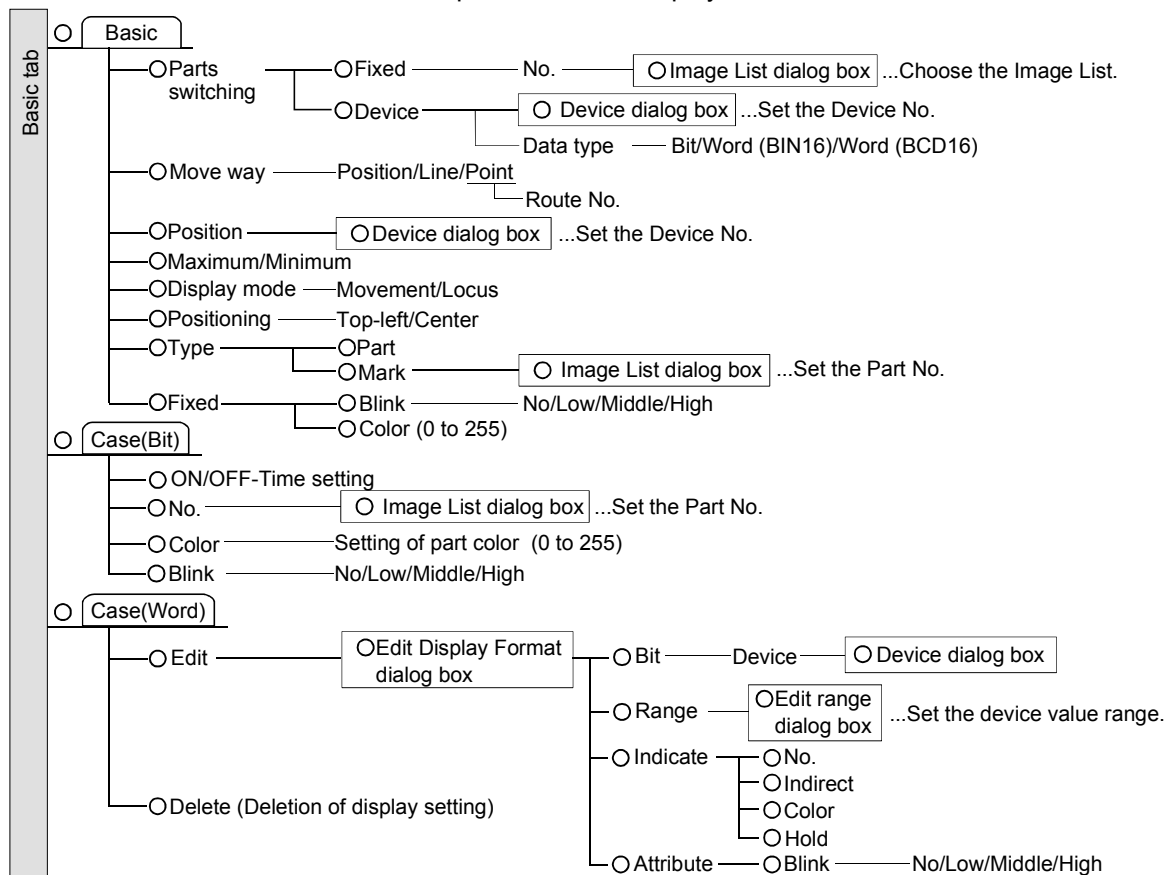 Basic tab
Basic
Parts switching Fixed No. Image List dialog box ...Choose the Image List.
Device Device dialog box ...Set the Device No.
Data type Bit/Word (BIN16)/Word (BCD16)
Move way Position/Line/Point
Route No.
Position Device dialog box ...Set the Device No.
Maximum/Minimum
Display mode Movement/Locus
Positioning Top-left/Center
Type Part
Mark Image List dialog box ...Set the Part No.
Fixed Blink No/Low/Middle/High
Color (0 to 255)
Case(Bit)
ON/OFF-Time setting
No. Image List dialog box ...Set the Part No.
Color Setting of part color (0 to 255)
Blink No/Low/Middle/High
Case(Word)
Edit Edit Display Format dialog box Bit Device Device dialog box
Range Edit range dialog box ...Set the device value range.
Indicate No.
Indirect
Color
Hold
Delete (Deletion of display setting)
Attribute Blink No/Low/Middle/High